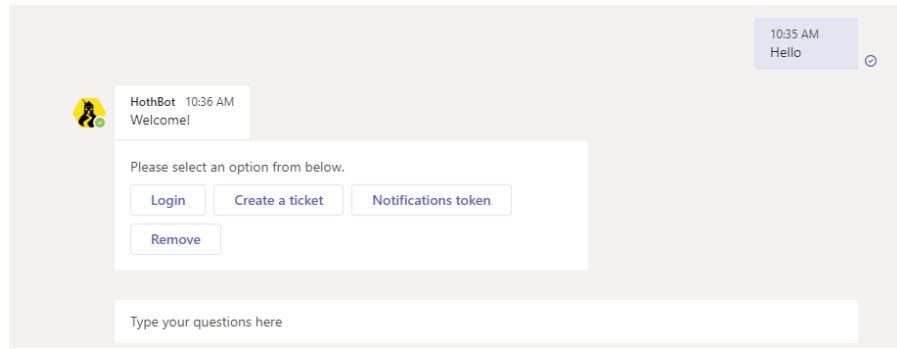 10:35 AM
Hello
HothBot 10:36 AM
Welcome!
Please select an option from below.
Login Create a ticket Notifications token
Remove
Type your questions here